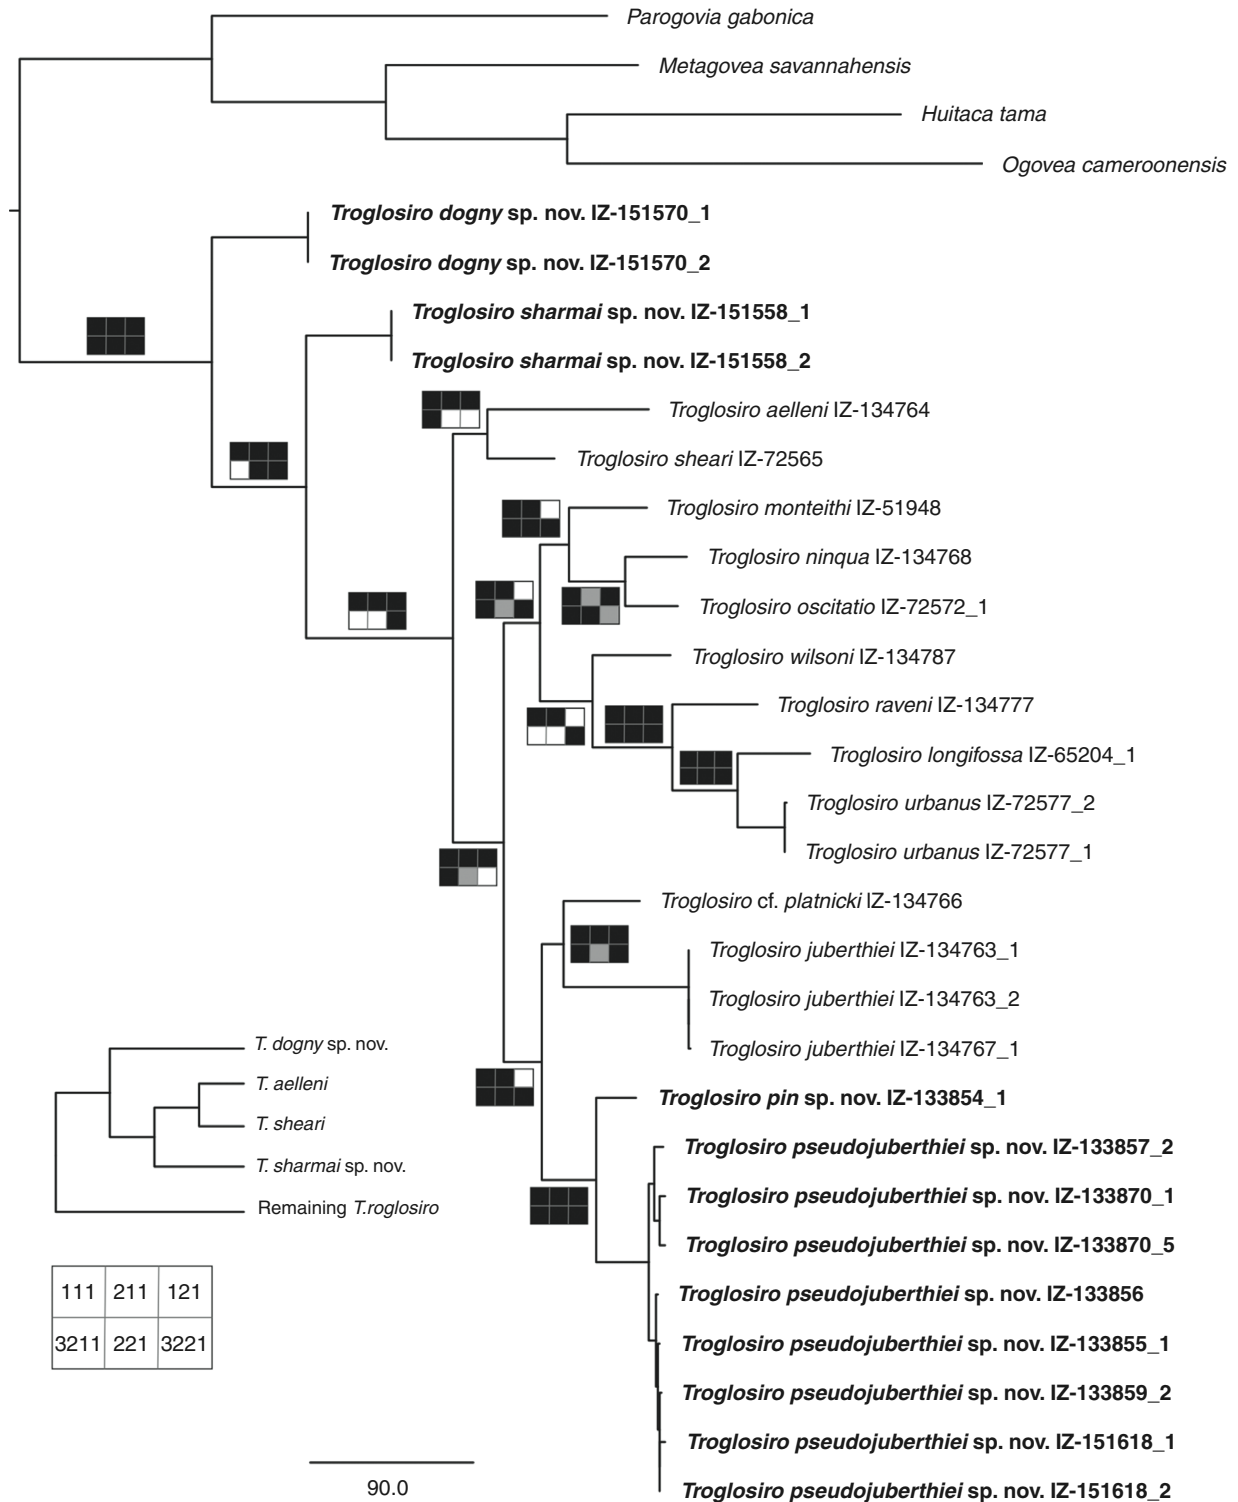 Parogovia gabonica
Metagovea savannahensis
Huitaca tama
Ogovea cameroonensis
Troglosiro dogny sp. nov. IZ-151570_1
Troglosiro dogny sp. nov. IZ-151570_2
Troglosiro sharmai sp. nov. IZ-151558_1
Troglosiro sharmai sp. nov. IZ-151558_2
Troglosiro aelleni IZ-134764
Troglosiro sheari IZ-72565
Troglosiro monteithi IZ-51948
Troglosiro ninqua IZ-134768
Troglosiro oscitatio IZ-72572_1
Troglosiro wilsoni IZ-134787
Troglosiro raveni IZ-134777
Troglosiro longifossa IZ-65204_1
Troglosiro urbanus IZ-72577_2
Troglosiro urbanus IZ-72577_1
Troglosiro cf. platnicki IZ-134766
Troglosiro juberthiei IZ-134763_1
Troglosiro juberthiei IZ-134763_2
Troglosiro juberthiei IZ-134767_1
Troglosiro pin sp. nov. IZ-133854_1
Troglosiro pseudojuberthiei sp. nov. IZ-133857_2
Troglosiro pseudojuberthiei sp. nov. IZ-133870_1
Troglosiro pseudojuberthiei sp. nov. IZ-133870_5
Troglosiro pseudojuberthiei sp. nov. IZ-133856
Troglosiro pseudojuberthiei sp. nov. IZ-133855_1
Troglosiro pseudojuberthiei sp. nov. IZ-133859_2
Troglosiro pseudojuberthiei sp. nov. IZ-151618_1
Troglosiro pseudojuberthiei sp. nov. IZ-151618_2
T. dogny sp. nov.
T. aelleni
T. sheari
T. sharmai sp. nov.
Remaining T.roglosiro
111 211 121
3211 221 3221
90.0